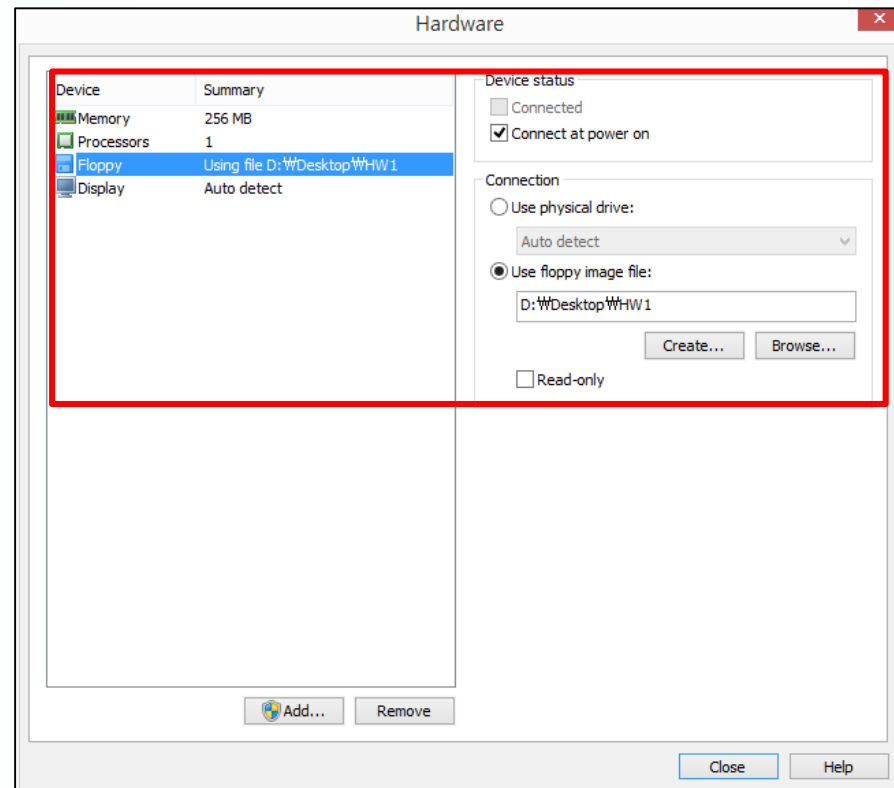 Hardware
Device Summary
Memory 256 MB
Processors 1
Floppy Using file D:₩Desktop₩HW1
Display Auto detect
Add... Remove
Device status
Connected
Connect at power on
Connection
Use physical drive:
Auto detect
Use floppy image file:
D:₩Desktop₩HW1
Create... Browse...
Read-only
Close Help